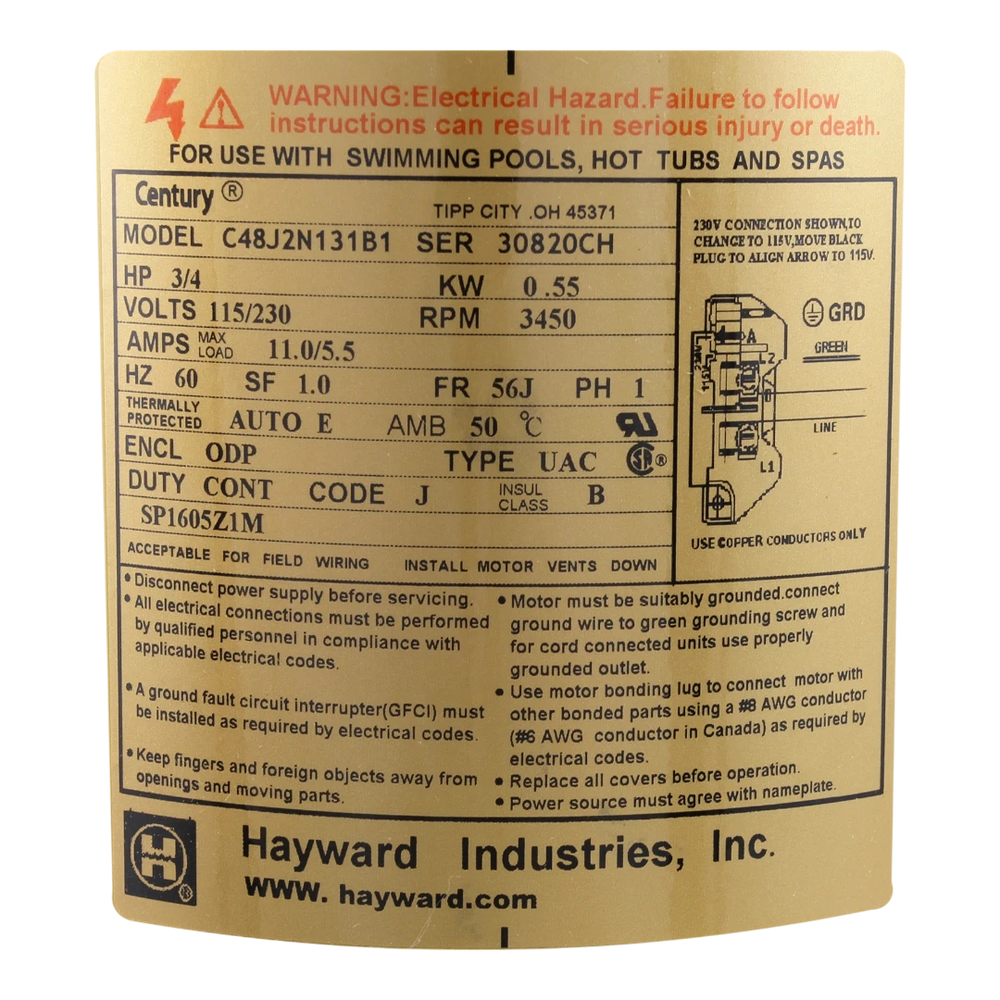 WARNING:Electrical Hazard.Failure to follow
instructions can result in serious injury or death.
FOR USE WITH SWIMMING POOLS, HOT TUBS AND SPAS
Century ®
TIPP CITY .OH 45371
MODEL C48J2N131B1 SER 30820CH
HP 3/4 KW 0.55
VOLTS 115/230 RPM 3450
AMPS MAX LOAD 11.0/5.5
HZ 60 SF 1.0 FR 56J PH 1
THERMALLY PROTECTED AUTO E AMB 50 °C
ENCL ODP TYPE UAC SA ®
DUTY CONT CODE J INSUL CLASS B
SP1605Z1M
ACCEPTABLE FOR FIELD WIRING INSTALL MOTOR VENTS DOWN
230V CONNECTION SHOWN,TO
CHANGE TO 115V,MOVE BLACK
PLUG TO ALIGN ARROW TO 115V.
GRD
A
GREEN
L2
115V
B
LINE
L1
USE COPPER CONDUCTORS ONLY
• Disconnect power supply before servicing.
• All electrical connections must be performed
by qualified personnel in compliance with
applicable electrical codes.
• A ground fault circuit interrupter(GFCI) must
be installed as required by electrical codes.
• Keep fingers and foreign objects away from
openings and moving parts.
• Motor must be suitably grounded.connect
ground wire to green grounding screw and
for cord connected units use properly
grounded outlet.
• Use motor bonding lug to connect motor with
other bonded parts using a #8 AWG conductor
(#6 AWG conductor in Canada) as required by
electrical codes.
• Replace all covers before operation.
• Power source must agree with nameplate.
H ®
Hayward Industries, Inc.
www. hayward.com